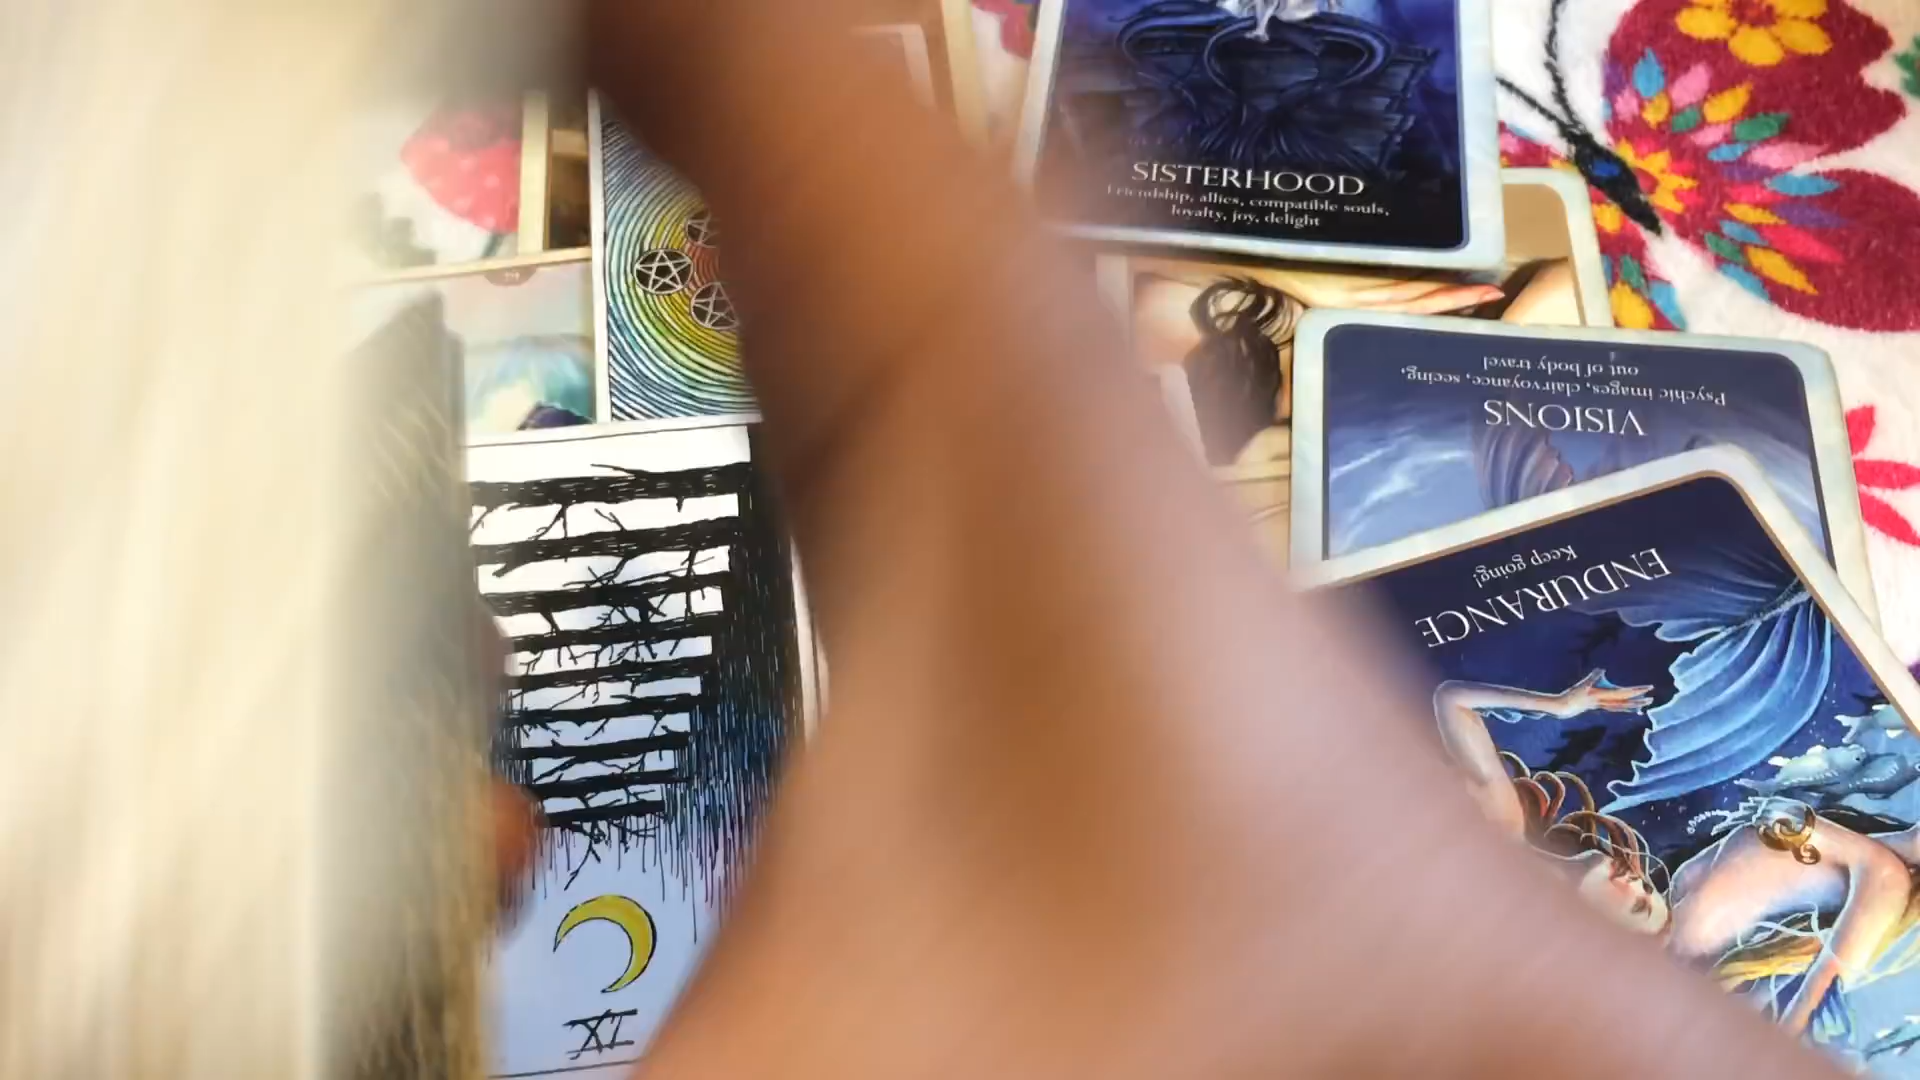 SISTERHOOD
Friendship, allies, compatible souls,
loyalty, joy, delight
VISIONS
Psychic images, clairvoyance, seeing,
out of body travel
ENDURANCE
Keep going!
IX